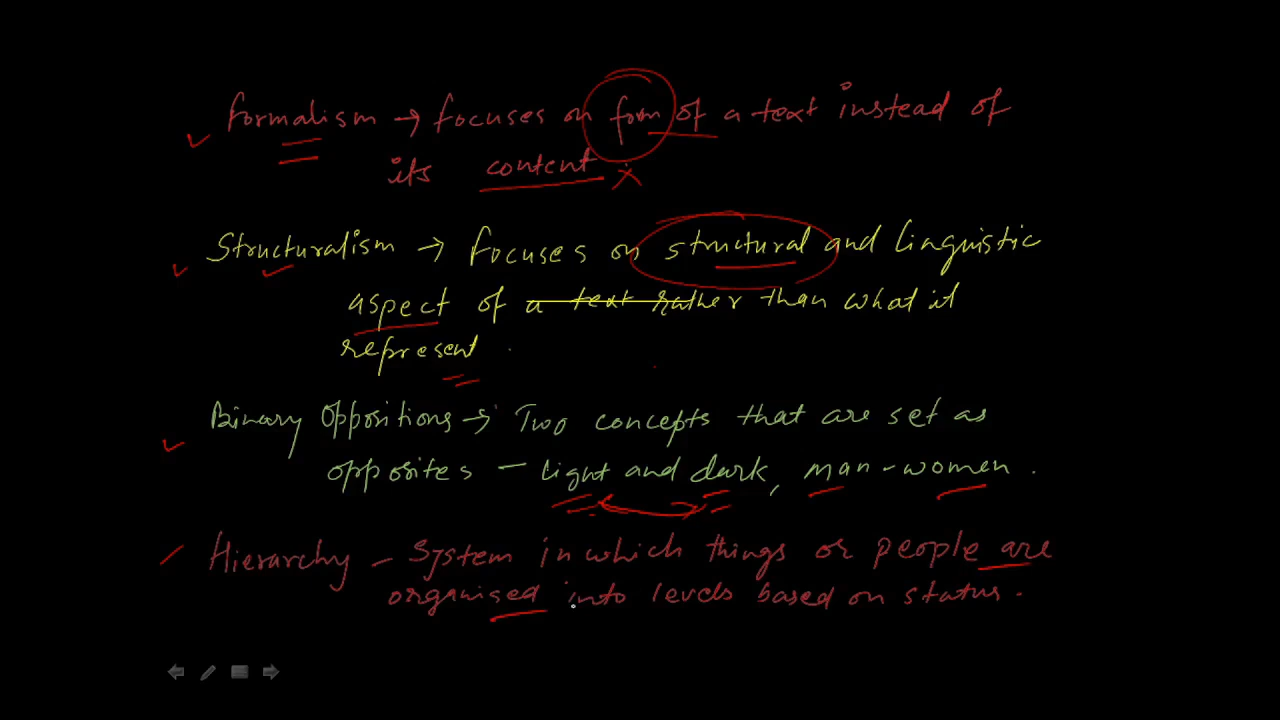 Formalism → focuses on form of a text instead of
its content
Structuralism → focuses on structural and linguistic
aspect of a text rather than what it
represent.
Binary Oppositions → Two concepts that are set as
opposites - light and dark, man-women.
Hierarchy - System in which things or people are
organised into levels based on status.